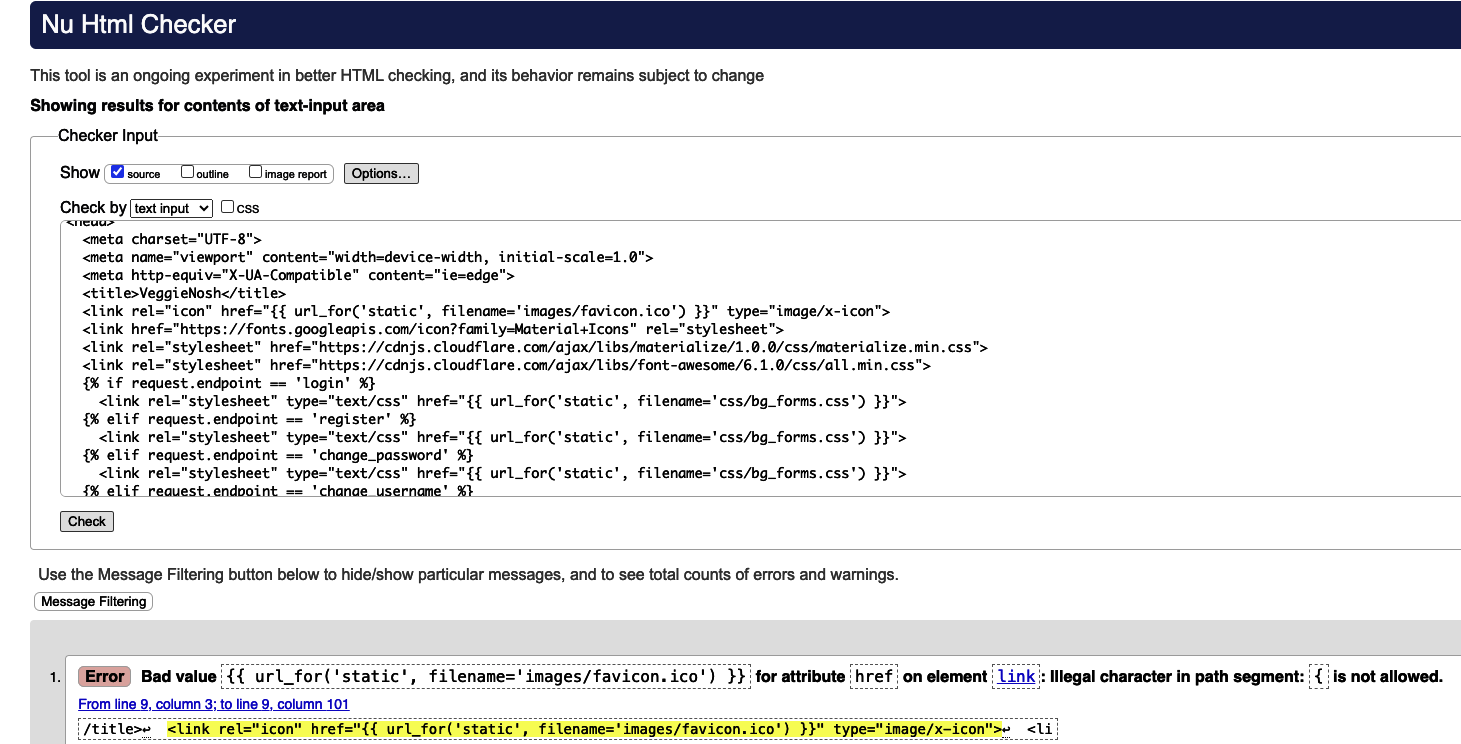 Nu Html Checker
This tool is an ongoing experiment in better HTML checking, and its behavior remains subject to change
Showing results for contents of text-input area
Checker Input
Show source outline image report Options...
Check by text input css
<head>
<meta charset="UTF-8">
<meta name="viewport" content="width=device-width, initial-scale=1.0">
<meta http-equiv="X-UA-Compatible" content="ie=edge">
<title>VeggieNosh</title>
<link rel="icon" href="{{ url_for('static', filename='images/favicon.ico') }}" type="image/x-icon">
<link href="https://fonts.googleapis.com/icon?family=Material+Icons" rel="stylesheet">
<link rel="stylesheet" href="https://cdnjs.cloudflare.com/ajax/libs/materialize/1.0.0/css/materialize.min.css">
<link rel="stylesheet" href="https://cdnjs.cloudflare.com/ajax/libs/font-awesome/6.1.0/css/all.min.css">
{% if request.endpoint == 'login' %}
<link rel="stylesheet" type="text/css" href="{{ url_for('static', filename='css/bg_forms.css') }}">
{% elif request.endpoint == 'register' %}
<link rel="stylesheet" type="text/css" href="{{ url_for('static', filename='css/bg_forms.css') }}">
{% elif request.endpoint == 'change_password' %}
<link rel="stylesheet" type="text/css" href="{{ url_for('static', filename='css/bg_forms.css') }}">
{% elif request.endpoint == 'change_username' %}
Check
Use the Message Filtering button below to hide/show particular messages, and to see total counts of errors and warnings.
Message Filtering
1. Error Bad value {{ url_for('static', filename='images/favicon.ico') }} for attribute href on element link: Illegal character in path segment: { is not allowed.
From line 9, column 3; to line 9, column 101
/title>↩ <link rel="icon" href="{{ url_for('static', filename='images/favicon.ico') }}" type="image/x-icon">↩ <li